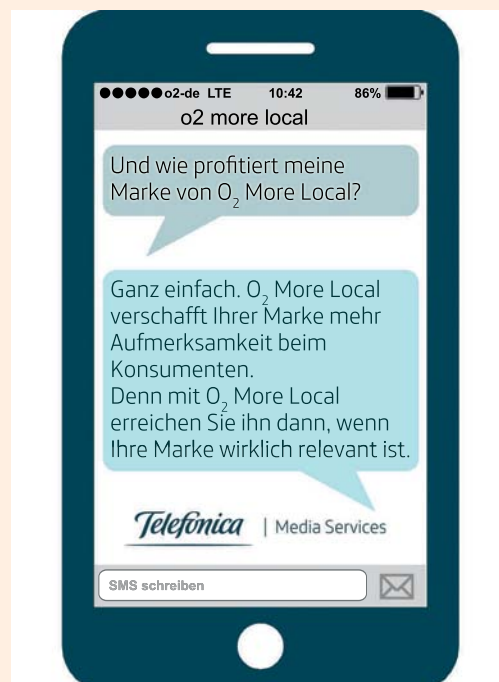 o2-de LTE 10:42 86%
o2 more local
Und wie profitiert meine
Marke von O₂ More Local?
Ganz einfach. O₂ More Local
verschafft Ihrer Marke mehr
Aufmerksamkeit beim
Konsumenten.
Denn mit O₂ More Local
erreichen Sie ihn dann, wenn
Ihre Marke wirklich relevant ist.
Telefónica | Media Services
SMS schreiben